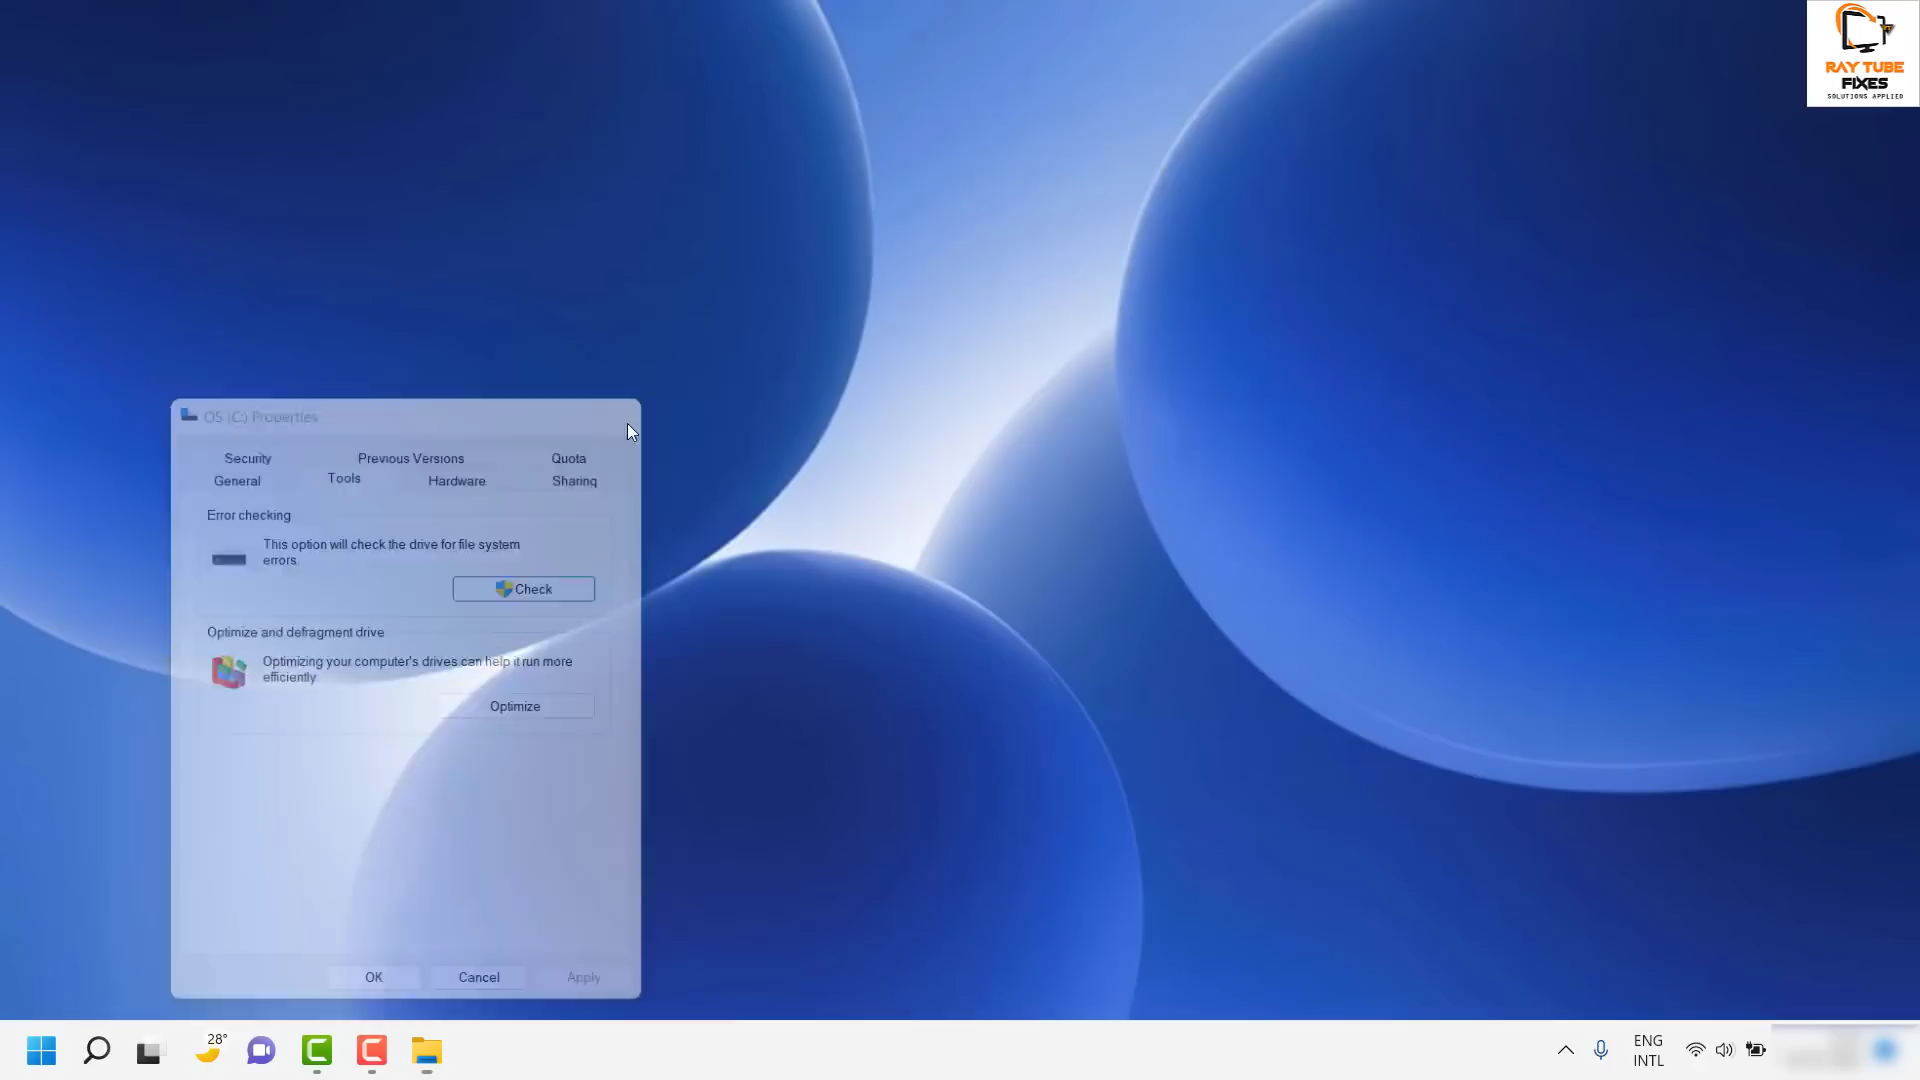 RAY TUBE
FIXES
SOLUTIONS APPLIED
OS (C:) Properties
Security Previous Versions Quota
General Tools Hardware Sharing
Error checking
This option will check the drive for file system
errors.
Check
Optimize and defragment drive
Optimizing your computer's drives can help it run more
efficiently.
Optimize
OK Cancel Apply
28°
ENG
INTL